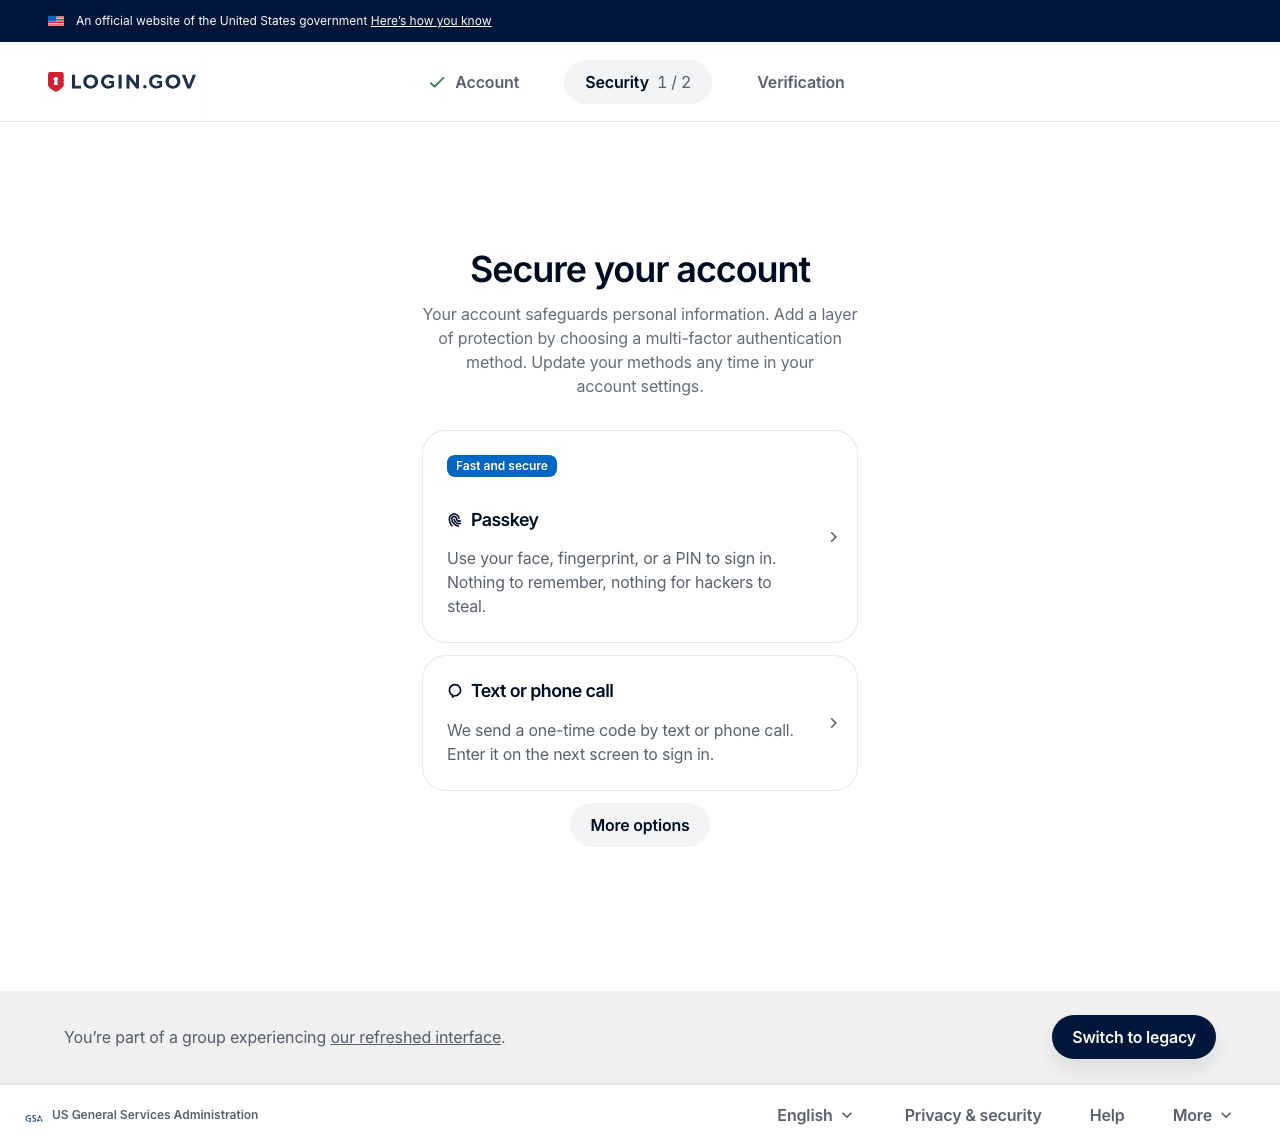 An official website of the United States government Here’s how you know
LOGIN.GOV
Account
Security 1 / 2
Verification
Secure your account
Your account safeguards personal information. Add a layer
of protection by choosing a multi-factor authentication
method. Update your methods any time in your
account settings.
Fast and secure
Passkey
Use your face, fingerprint, or a PIN to sign in.
Nothing to remember, nothing for hackers to
steal.
Text or phone call
We send a one-time code by text or phone call.
Enter it on the next screen to sign in.
More options
You’re part of a group experiencing our refreshed interface.
Switch to legacy
GSA US General Services Administration
English
Privacy & security
Help
More